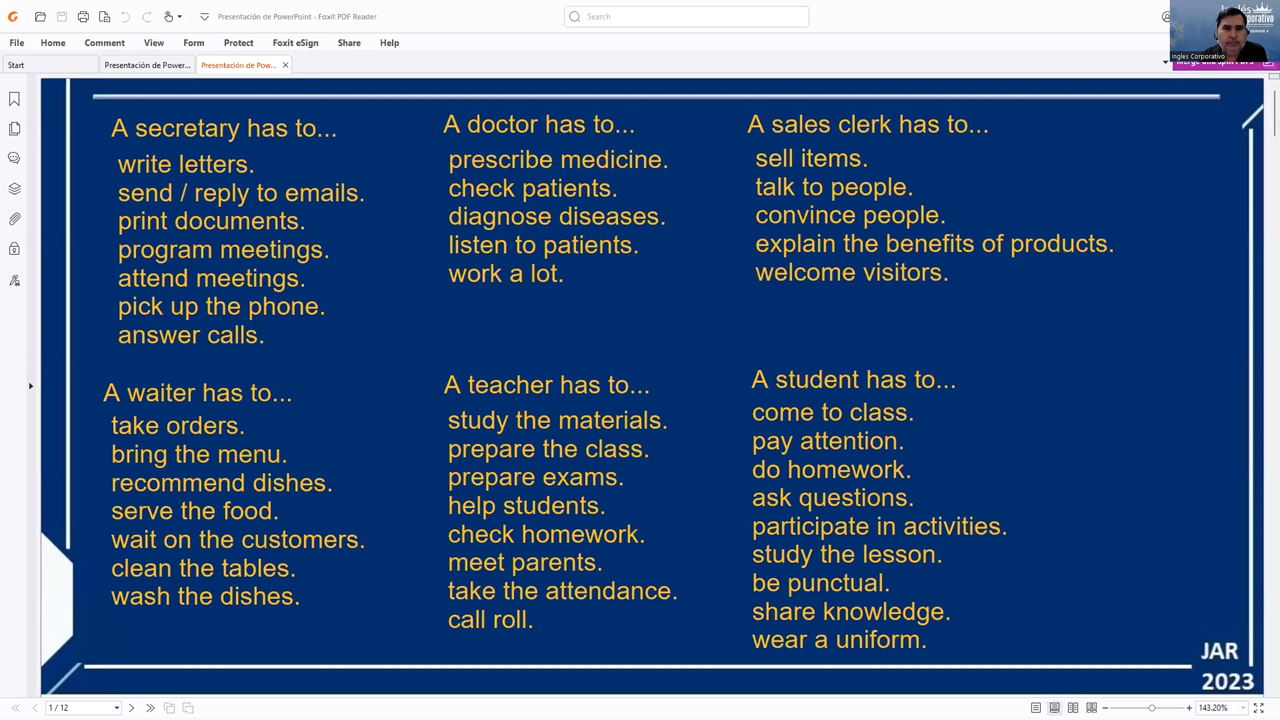 Presentación de PowerPoint - Foxit PDF Reader
Search
Inglés
Corporativo
File Home Comment View Form Protect Foxit eSign Share Help
Ingles Corporativo
Start
Presentación de Power...
Presentación de Pow...
A secretary has to...
write letters.
send / reply to emails.
print documents.
program meetings.
attend meetings.
pick up the phone.
answer calls.
A doctor has to...
prescribe medicine.
check patients.
diagnose diseases.
listen to patients.
work a lot.
A sales clerk has to...
sell items.
talk to people.
convince people.
explain the benefits of products.
welcome visitors.
A waiter has to...
take orders.
bring the menu.
recommend dishes.
serve the food.
wait on the customers.
clean the tables.
wash the dishes.
A teacher has to...
study the materials.
prepare the class.
prepare exams.
help students.
check homework.
meet parents.
take the attendance.
call roll.
A student has to...
come to class.
pay attention.
do homework.
ask questions.
participate in activities.
study the lesson.
be punctual.
share knowledge.
wear a uniform.
JAR
2023
1 / 12
143.20%